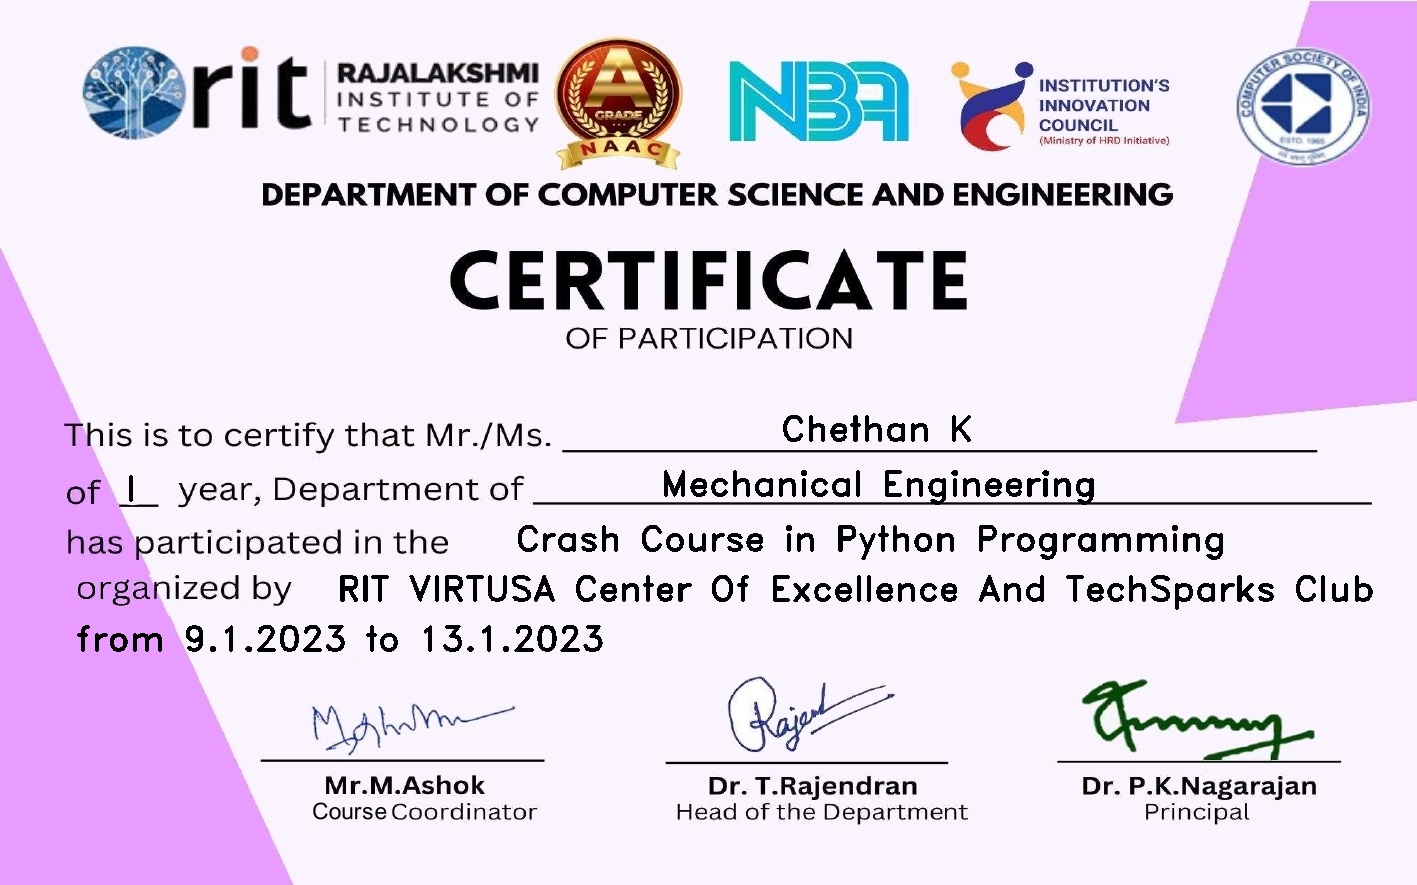 rit
RAJALAKSHMI
INSTITUTE OF
TECHNOLOGY
A
GRADE
NAAC
NBA
INSTITUTION'S
INNOVATION
COUNCIL
(Ministry of HRD Initiative)
COMPUTER SOCIETY OF INDIA
ESTD. 1965
DEPARTMENT OF COMPUTER SCIENCE AND ENGINEERING
CERTIFICATE
OF PARTICIPATION
This is to certify that Mr./Ms. Chethan K
of I year, Department of Mechanical Engineering
has participated in the Crash Course in Python Programming
organized by RIT VIRTUSA Center Of Excellence And TechSparks Club
from 9.1.2023 to 13.1.2023
Rajend
Mr.M.Ashok
Course Coordinator
Dr. T.Rajendran
Head of the Department
Dr. P.K.Nagarajan
Principal